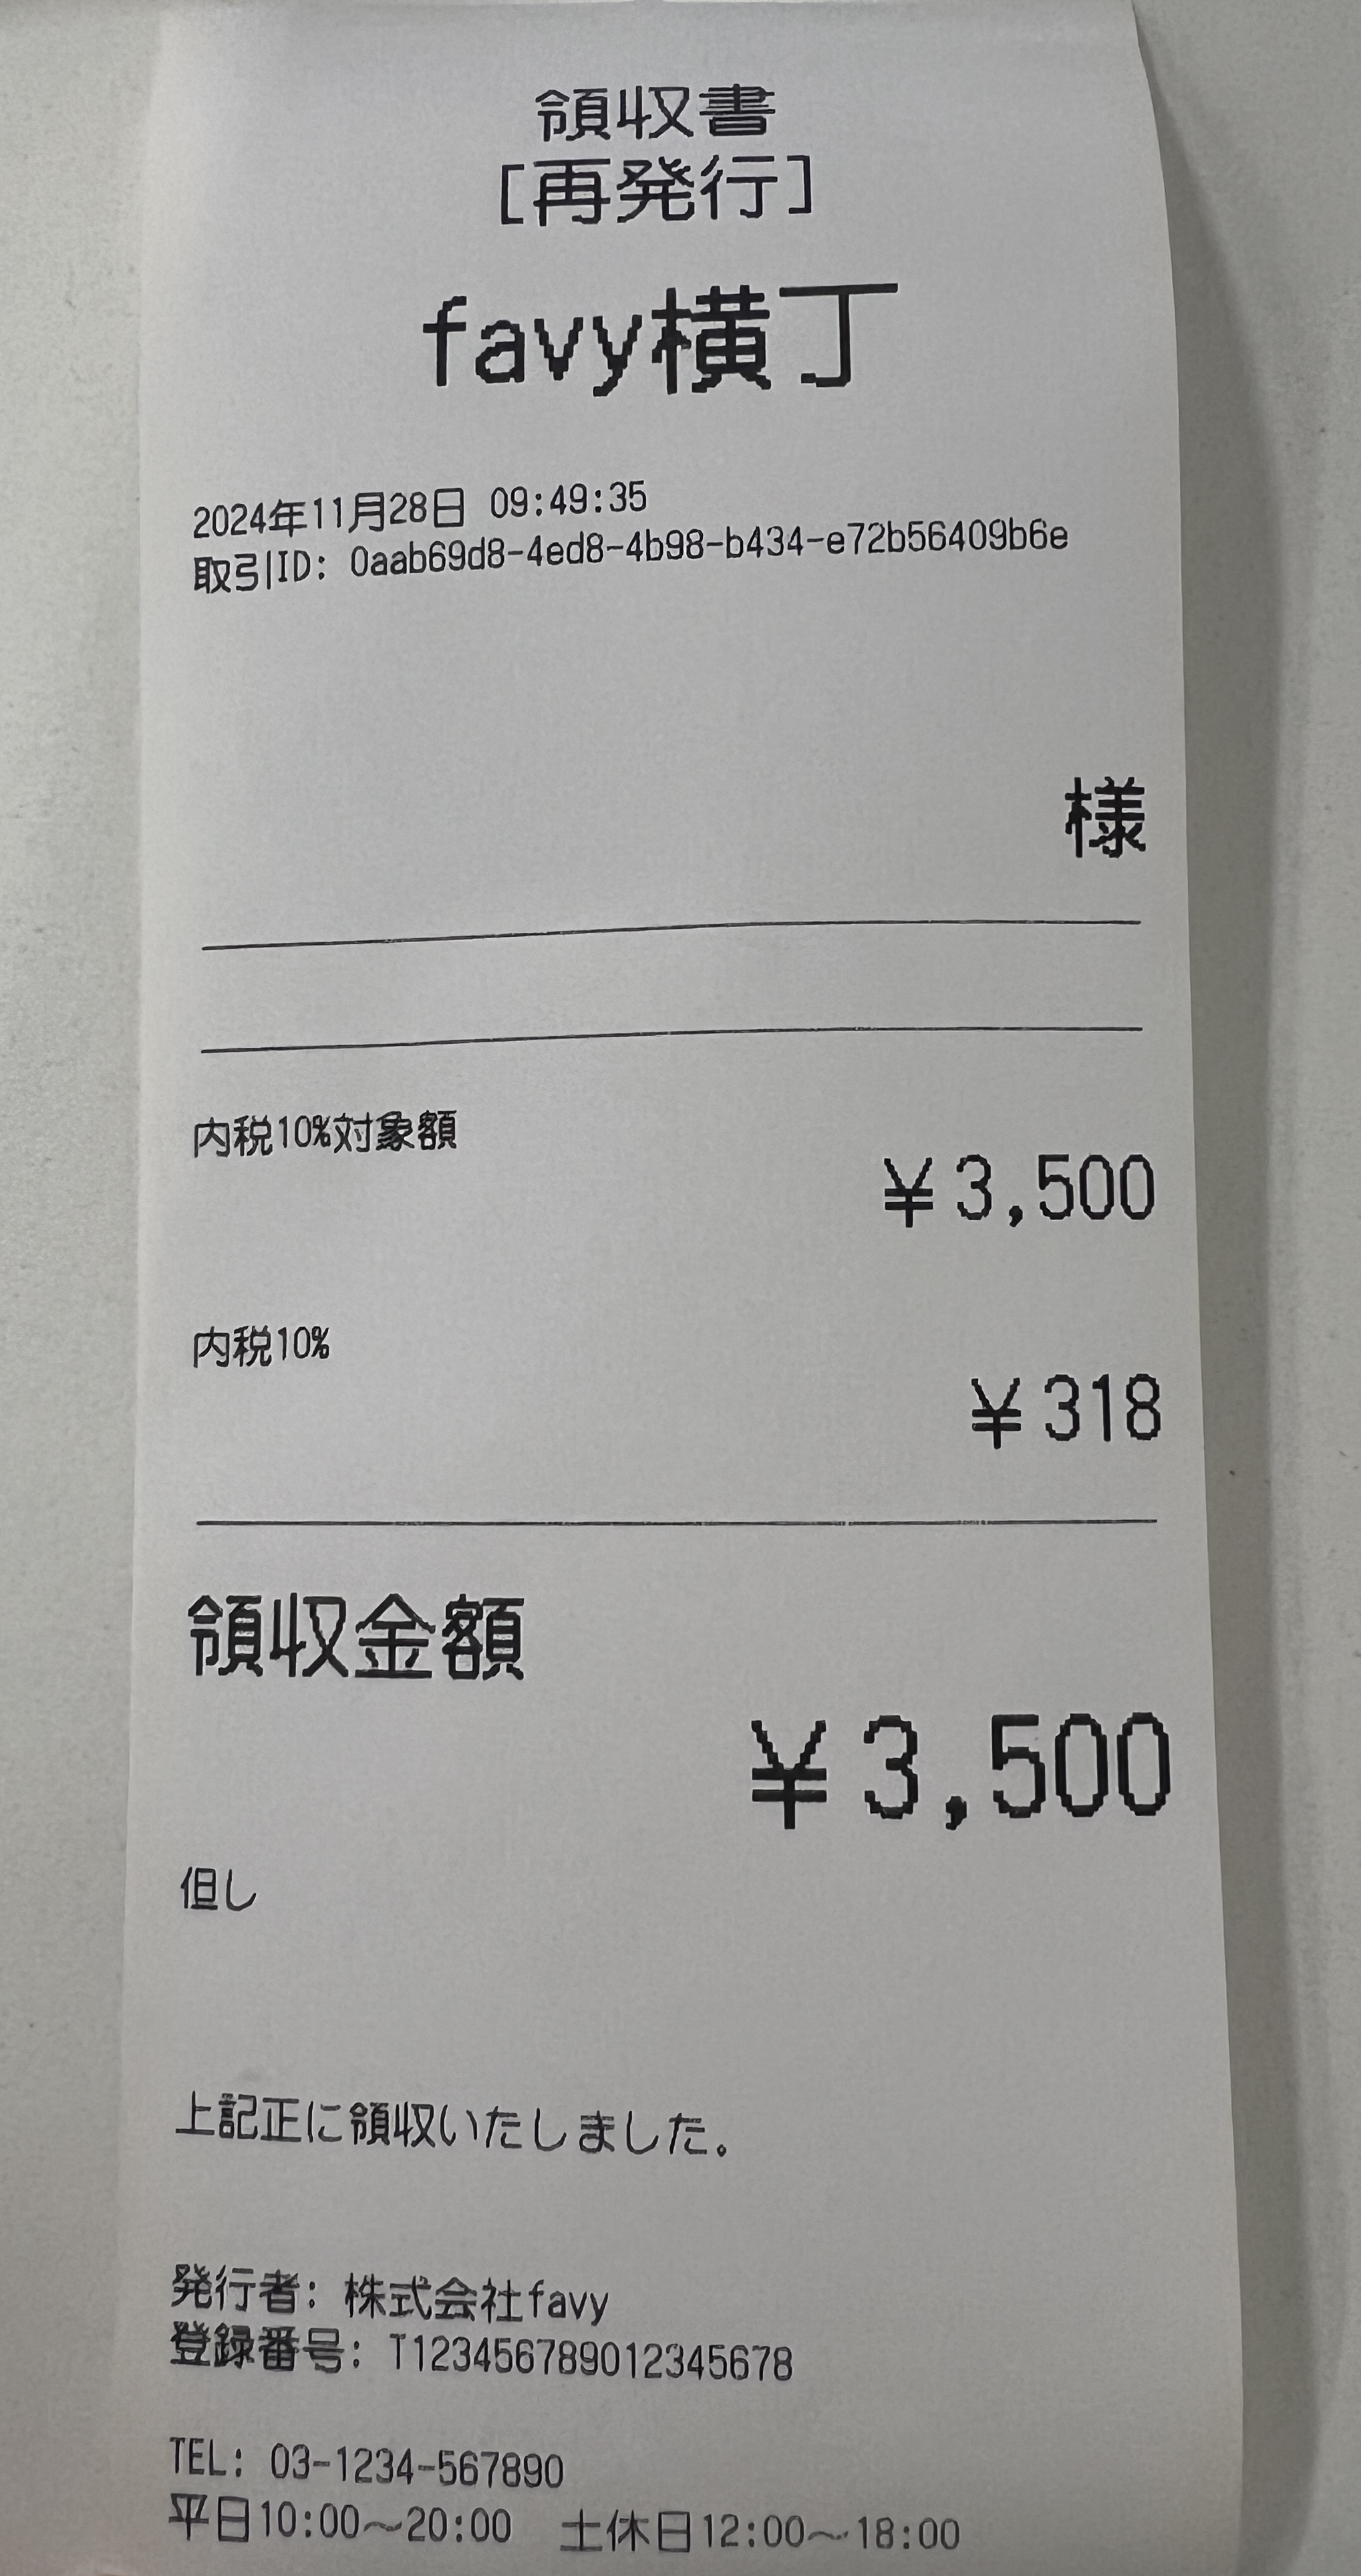 領収書
[再発行]
favy横丁
2024年11月28日 09:49:35
取引ID: 0aab69d8-4ed8-4b98-b434-e72b56409b6e
様
内税10%対象額
¥3,500
内税10%
¥318
領収金額
¥3,500
但し
上記正に領収いたしました。
発行者: 株式会社favy
登録番号: T123456789012345678
TEL: 03-1234-567890
平日10:00〜20:00 土休日12:00〜18:00